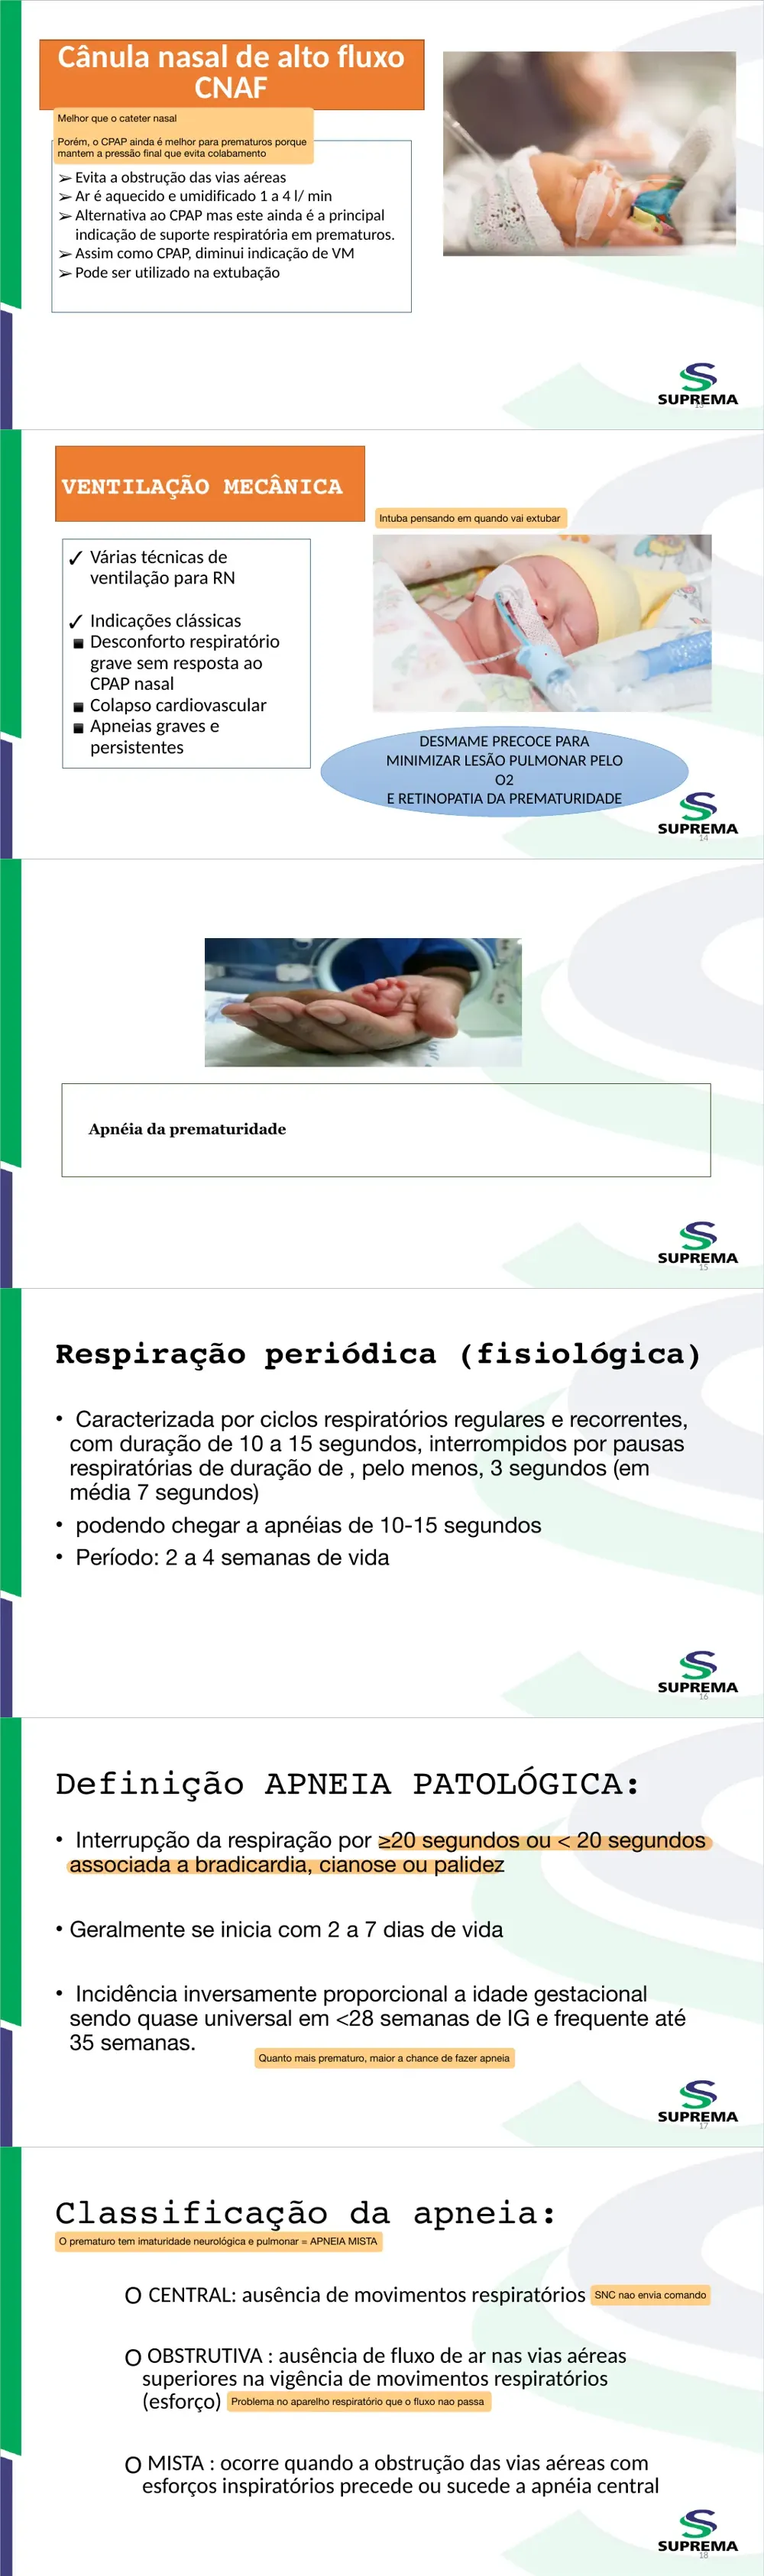 Cânula nasal de alto fluxo
CNAF
Melhor que o cateter nasal
Porém, o CPAP ainda é melhor para prematuros porque
mantem a pressão final que evita colabamento
➢ Evita a obstrução das vias aéreas
➢ Ar é aquecido e umidificado 1 a 4 l/ min
➢ Alternativa ao CPAP mas este ainda é a principal
indicação de suporte respiratória em prematuros.
➢ Assim como CPAP, diminui indicação de VM
➢ Pode ser utilizado na extubação
SUPREMA
13
VENTILAÇÃO MECÂNICA
Intuba pensando em quando vai extubar
✓ Várias técnicas de
ventilação para RN
✓ Indicações clássicas
■ Desconforto respiratório
grave sem resposta ao
CPAP nasal
■ Colapso cardiovascular
■ Apneias graves e
persistentes
DESMAME PRECOCE PARA
MINIMIZAR LESÃO PULMONAR PELO
O2
E RETINOPATIA DA PREMATURIDADE
SUPREMA
14
Apnéia da prematuridade
SUPREMA
15
Respiração periódica (fisiológica)
• Caracterizada por ciclos respiratórios regulares e recorrentes,
com duração de 10 a 15 segundos, interrompidos por pausas
respiratórias de duração de , pelo menos, 3 segundos (em
média 7 segundos)
• podendo chegar a apnéias de 10-15 segundos
• Período: 2 a 4 semanas de vida
SUPREMA
16
Definição APNEIA PATOLÓGICA:
• Interrupção da respiração por ≥20 segundos ou < 20 segundos
associada a bradicardia, cianose ou palidez
• Geralmente se inicia com 2 a 7 dias de vida
• Incidência inversamente proporcional a idade gestacional
sendo quase universal em <28 semanas de IG e frequente até
35 semanas.
Quanto mais prematuro, maior a chance de fazer apneia
SUPREMA
17
Classificação da apneia:
O prematuro tem imaturidade neurológica e pulmonar = APNEIA MISTA
O CENTRAL: ausência de movimentos respiratórios SNC nao envia comando
O OBSTRUTIVA : ausência de fluxo de ar nas vias aéreas
superiores na vigência de movimentos respiratórios
(esforço) Problema no aparelho respiratório que o fluxo nao passa
O MISTA : ocorre quando a obstrução das vias aéreas com
esforços inspiratórios precede ou sucede a apnéia central
SUPREMA
18